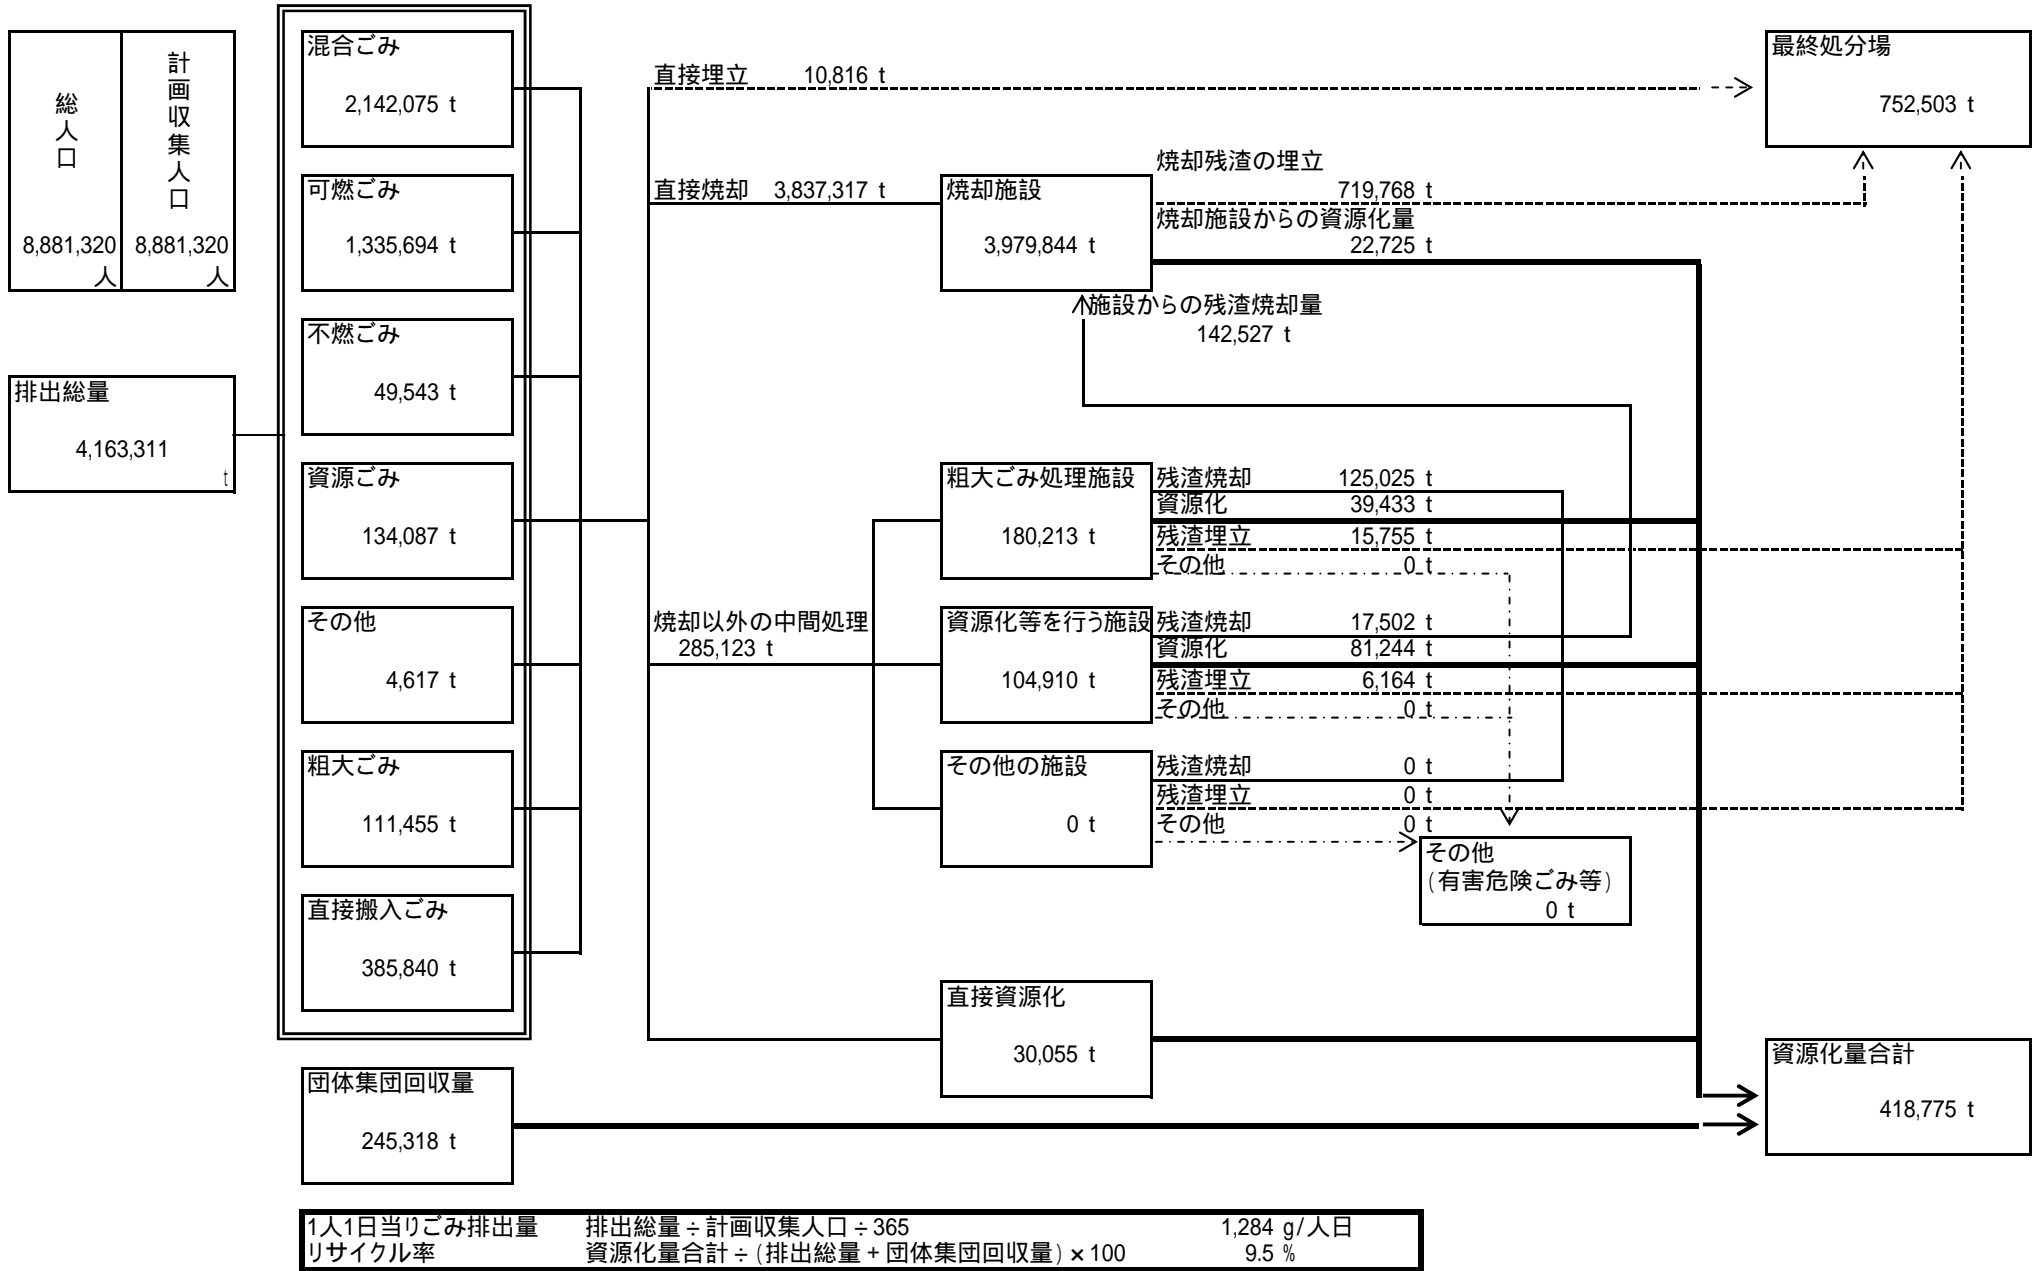 総人口
8,881,320
人
計画収集人口
8,881,320
人
排出総量
4,163,311
t
混合ごみ
2,142,075 t
可燃ごみ
1,335,694 t
不燃ごみ
49,543 t
資源ごみ
134,087 t
その他
4,617 t
粗大ごみ
111,455 t
直接搬入ごみ
385,840 t
団体集団回収量
245,318 t
直接埋立 10,816 t
直接焼却 3,837,317 t
焼却以外の中間処理
285,123 t
焼却施設
3,979,844 t
焼却残渣の埋立
719,768 t
焼却施設からの資源化量
22,725 t
施設からの残渣焼却量
142,527 t
粗大ごみ処理施設
180,213 t
残渣焼却 125,025 t
資源化 39,433 t
残渣埋立 15,755 t
その他 0 t
資源化等を行う施設
104,910 t
残渣焼却 17,502 t
資源化 81,244 t
残渣埋立 6,164 t
その他 0 t
その他の施設
0 t
残渣焼却 0 t
残渣埋立 0 t
その他 0 t
その他
(有害危険ごみ等)
0 t
直接資源化
30,055 t
最終処分場
752,503 t
資源化量合計
418,775 t
1人1日当りごみ排出量 排出総量÷計画収集人口÷365 1,284 g/人日
リサイクル率 資源化量合計÷(排出総量+団体集団回収量)×100 9.5 %